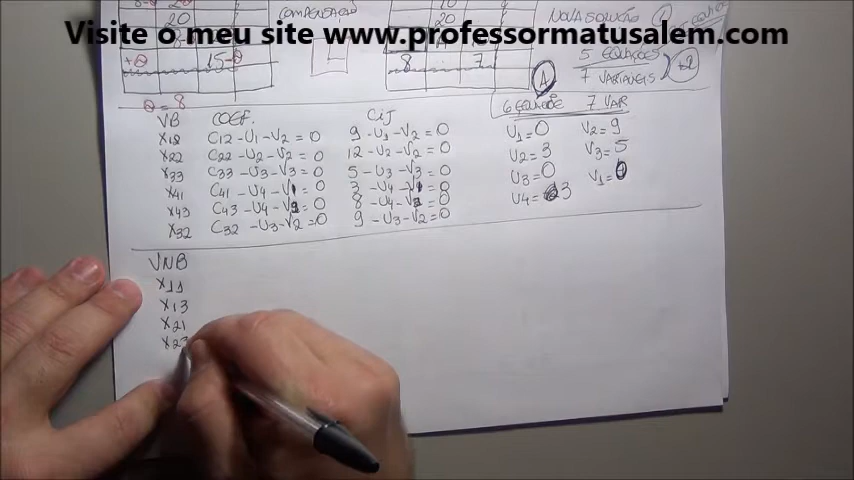 20
COMPENSAÇÃO
20
NOVA SOLUÇÃO
Visite o meu site www.professormatusalem.com
+θ 15-θ
8 7
5 EQUAÇÕES
7 VARIAVEIS
-2
A
θ = 8
VB COEF. CiJ
6 EQUAÇÕE 7 VAR
X12 C12 -U1 -V2 = 0 9 -U1 -V2 = 0
X22 C22 -U2 -V2 = 0 12 -U2 -V2 = 0
X33 C33 -U3 -V3 = 0 5 -U3 -V3 = 0
X41 C41 -U4 -V1 = 0 3 -U4 -V1 = 0
X43 C43 -U4 -V3 = 0 8 -U4 -V3 = 0
X32 C32 -U3 -V2 = 0 9 -U3 -V2 = 0
U1 = 0 V2 = 9
U2 = 3 V3 = 5
U3 = 0 V1 = 0
U4 = 3
VNB
X11
X13
X21
X23